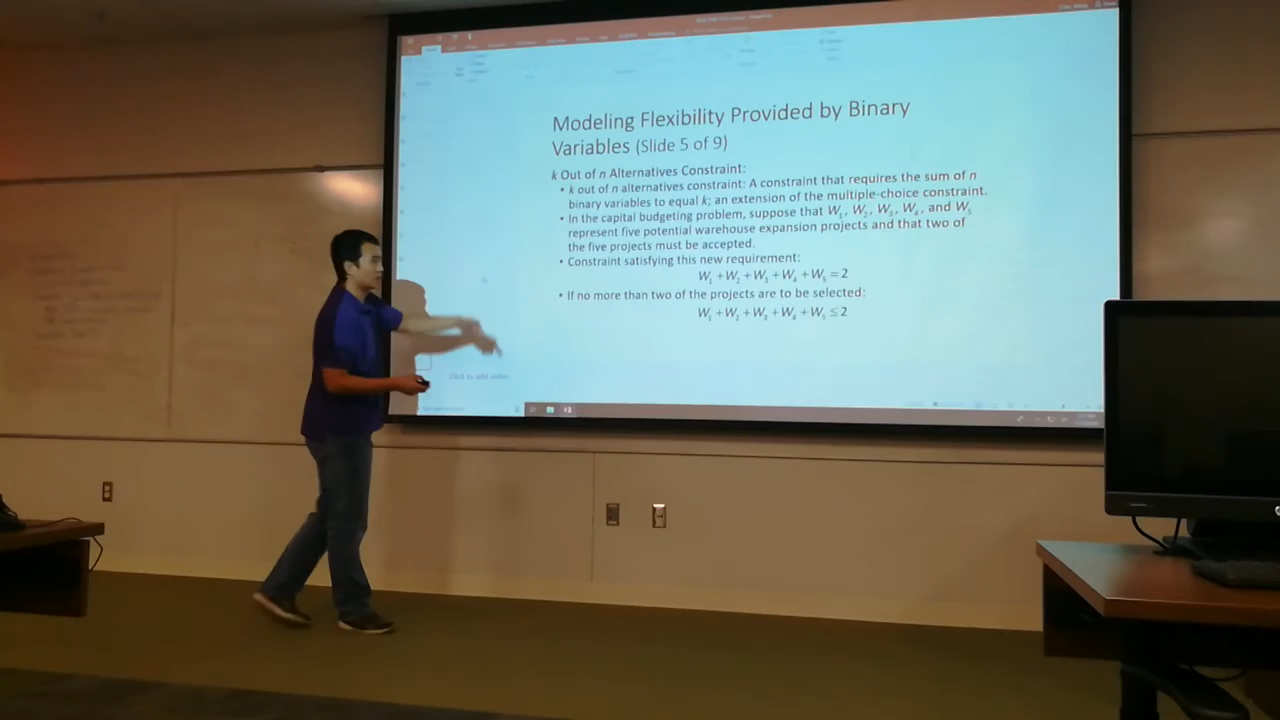 Modeling Flexibility Provided by Binary
Variables (Slide 5 of 9)
k Out of n Alternatives Constraint:
• k out of n alternatives constraint: A constraint that requires the sum of n
binary variables to equal k; an extension of the multiple-choice constraint.
• In the capital budgeting problem, suppose that W₁, W₂, W₃, W₄, and W₅
represent five potential warehouse expansion projects and that two of
the five projects must be accepted.
• Constraint satisfying this new requirement:
W₁ + W₂ + W₃ + W₄ + W₅ = 2
• If no more than two of the projects are to be selected:
W₁ + W₂ + W₃ + W₄ + W₅ ≤ 2
Click to add notes